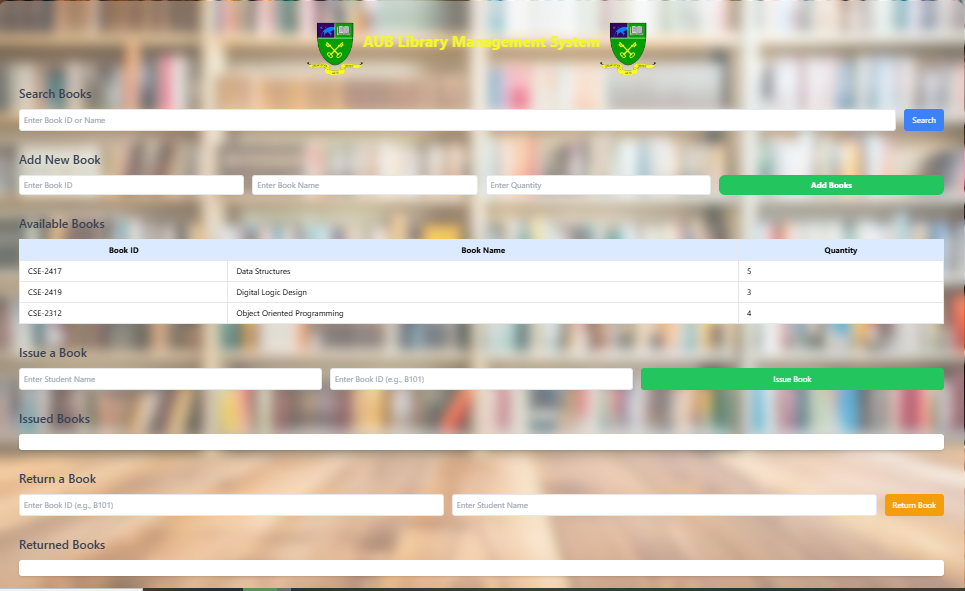 AUB Library Management System
Search Books
Enter Book ID or Name Search
Add New Book
Enter Book ID Enter Book Name Enter Quantity Add Books
Available Books
Book ID Book Name Quantity
CSE-2417 Data Structures 5
CSE-2419 Digital Logic Design 3
CSE-2312 Object Oriented Programming 4
Issue a Book
Enter Student Name Enter Book ID (e.g., B101) Issue Book
Issued Books
Return a Book
Enter Book ID (e.g., B101) Enter Student Name Return Book
Returned Books